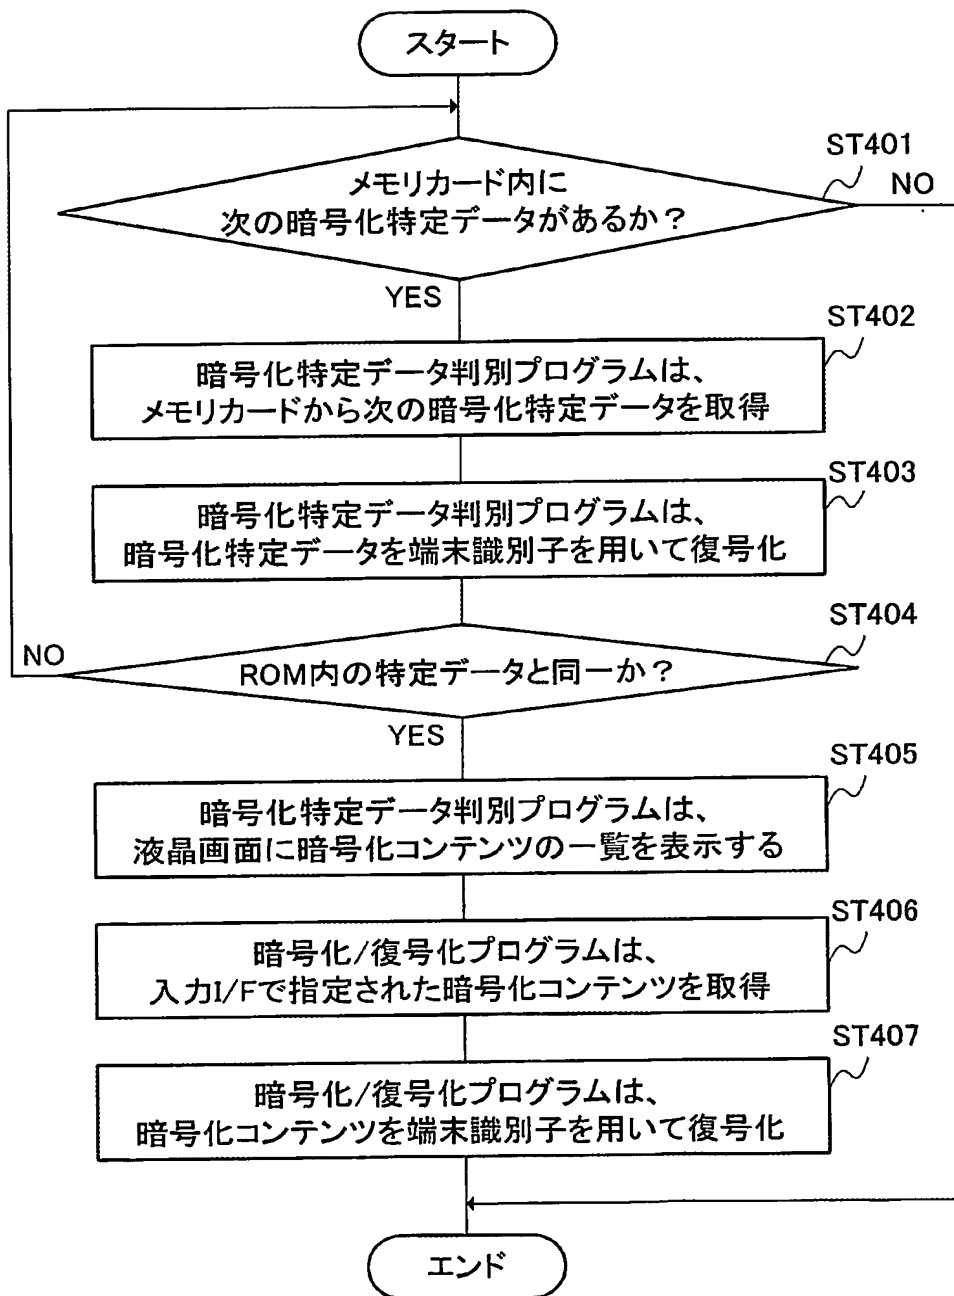 スタート
ST401
NO
メモリカード内に
次の暗号化特定データがあるか？
YES
ST402
暗号化特定データ判別プログラムは、
メモリカードから次の暗号化特定データを取得
ST403
暗号化特定データ判別プログラムは、
暗号化特定データを端末識別子を用いて復号化
ST404
NO
ROM内の特定データと同一か？
YES
ST405
暗号化特定データ判別プログラムは、
液晶画面に暗号化コンテンツの一覧を表示する
ST406
暗号化/復号化プログラムは、
入力I/Fで指定された暗号化コンテンツを取得
ST407
暗号化/復号化プログラムは、
暗号化コンテンツを端末識別子を用いて復号化
エンド